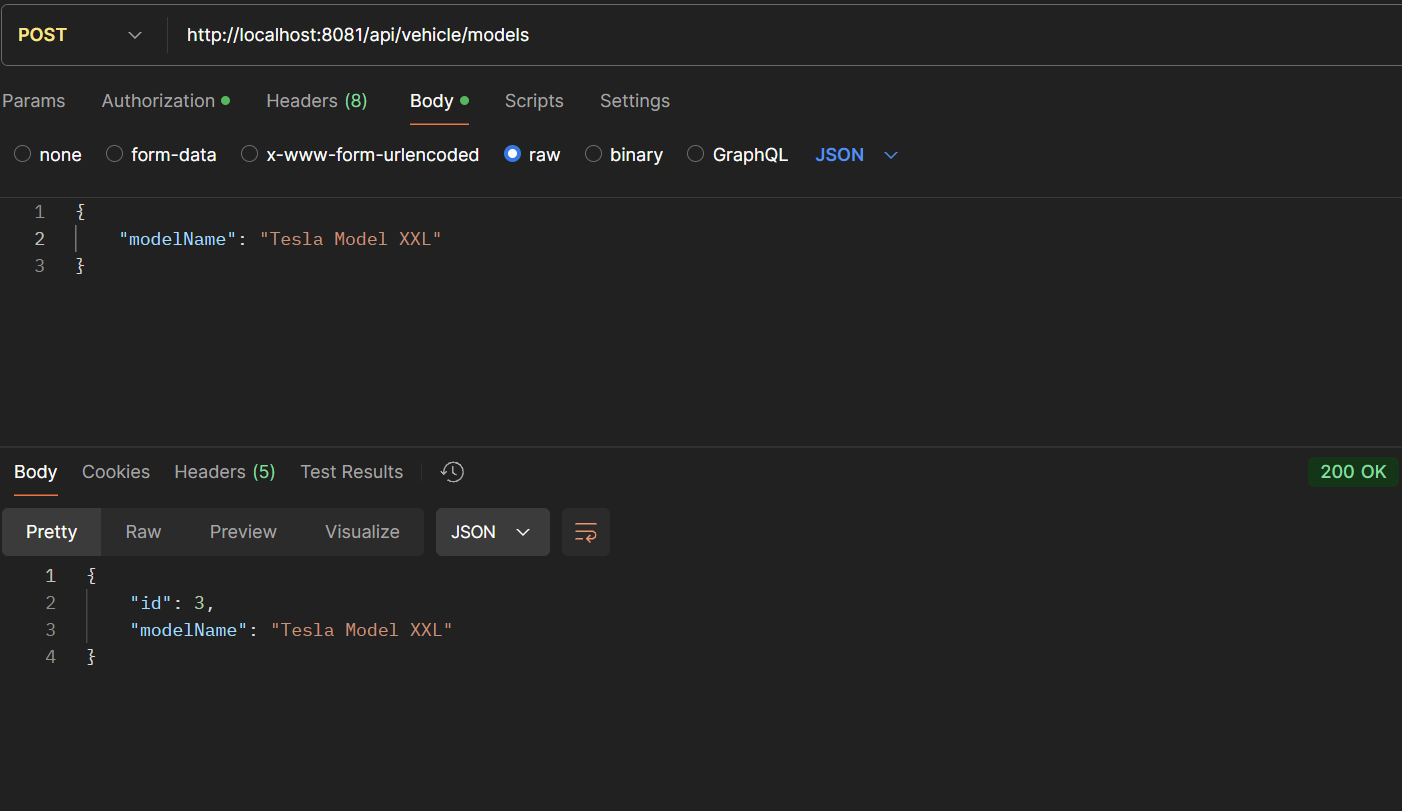 POST http://localhost:8081/api/vehicle/models
Params Authorization Headers (8) Body Scripts Settings
none form-data x-www-form-urlencoded raw binary GraphQL JSON
1 {
2 "modelName": "Tesla Model XXL"
3 }
Body Cookies Headers (5) Test Results 200 OK
Pretty Raw Preview Visualize JSON
1 {
2 "id": 3,
3 "modelName": "Tesla Model XXL"
4 }